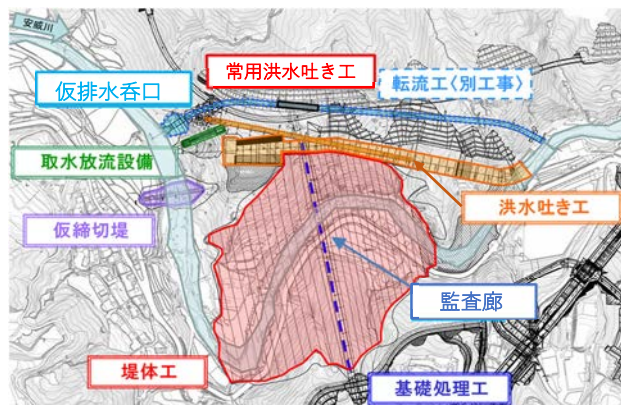 安威川
常用洪水吐き工
仮排水呑口
転流工〈別工事〉
取水放流設備
洪水吐き工
仮締切堤
監査廊
堤体工
基礎処理工